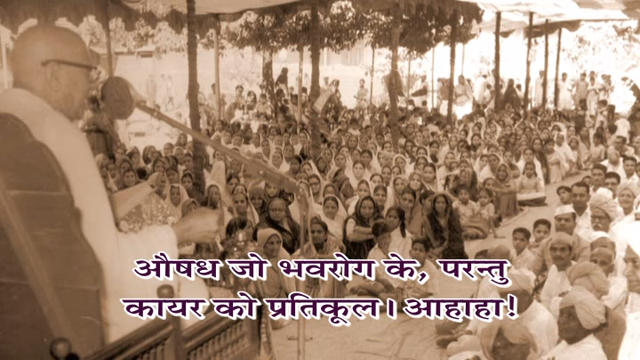 औषध जो भवरोग के, परन्तु
कायर को प्रतिकूल। आहाहा!